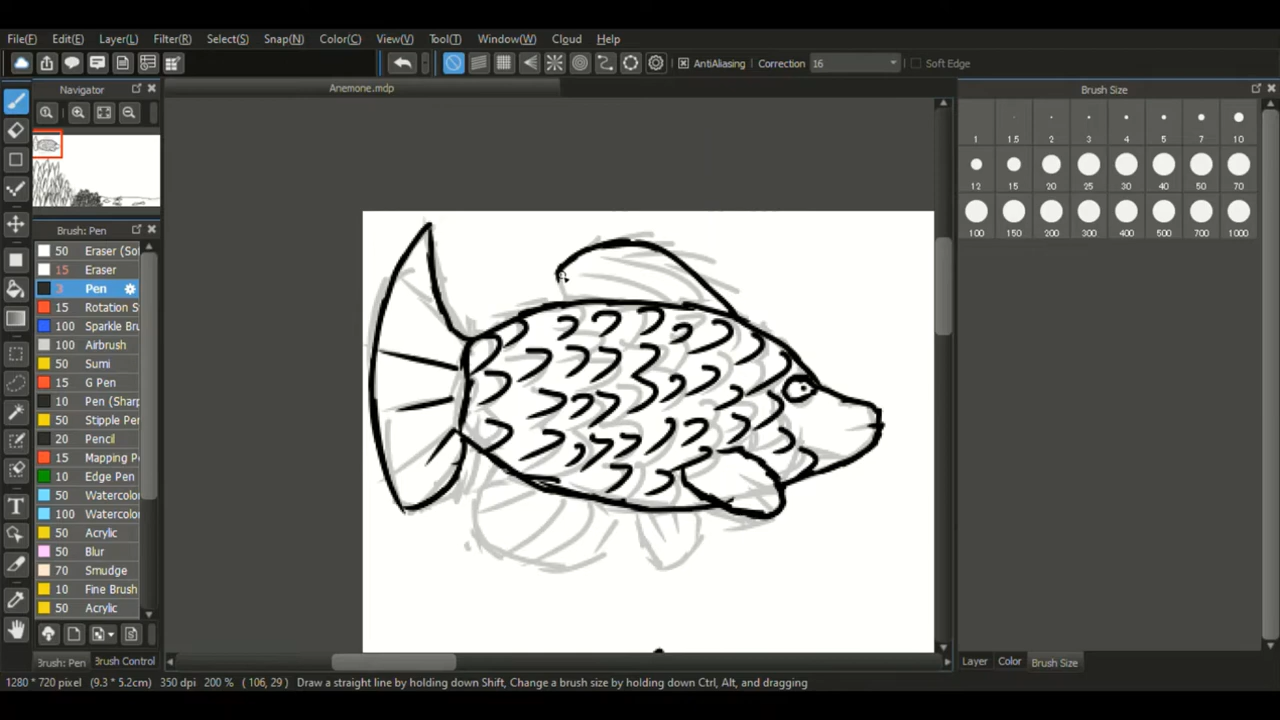 File(F) Edit(E) Layer(L) Filter(R) Select(S) Snap(N) Color(C) View(V) Tool(T) Window(W) Cloud Help
AntiAliasing Correction 16 Soft Edge
Navigator
Anemone.mdp
Brush Size
1 1.5 2 3 4 5 7 10
12 15 20 25 30 40 50 70
100 150 200 300 400 500 700 1000
Brush: Pen
50 Eraser (So
15 Eraser
3 Pen
15 Rotation S
100 Sparkle Bru
100 Airbrush
50 Sumi
15 G Pen
10 Pen (Sharp
50 Stipple Per
20 Pencil
15 Mapping P
10 Edge Pen
50 Watercolor
100 Watercolor
50 Acrylic
50 Blur
70 Smudge
10 Fine Brush
50 Acrylic
Brush: Pen Brush Control
Layer Color Brush Size
1280 * 720 pixel (9.3 * 5.2cm) 350 dpi 200 % ( 106, 29 ) Draw a straight line by holding down Shift, Change a brush size by holding down Ctrl, Alt, and dragging